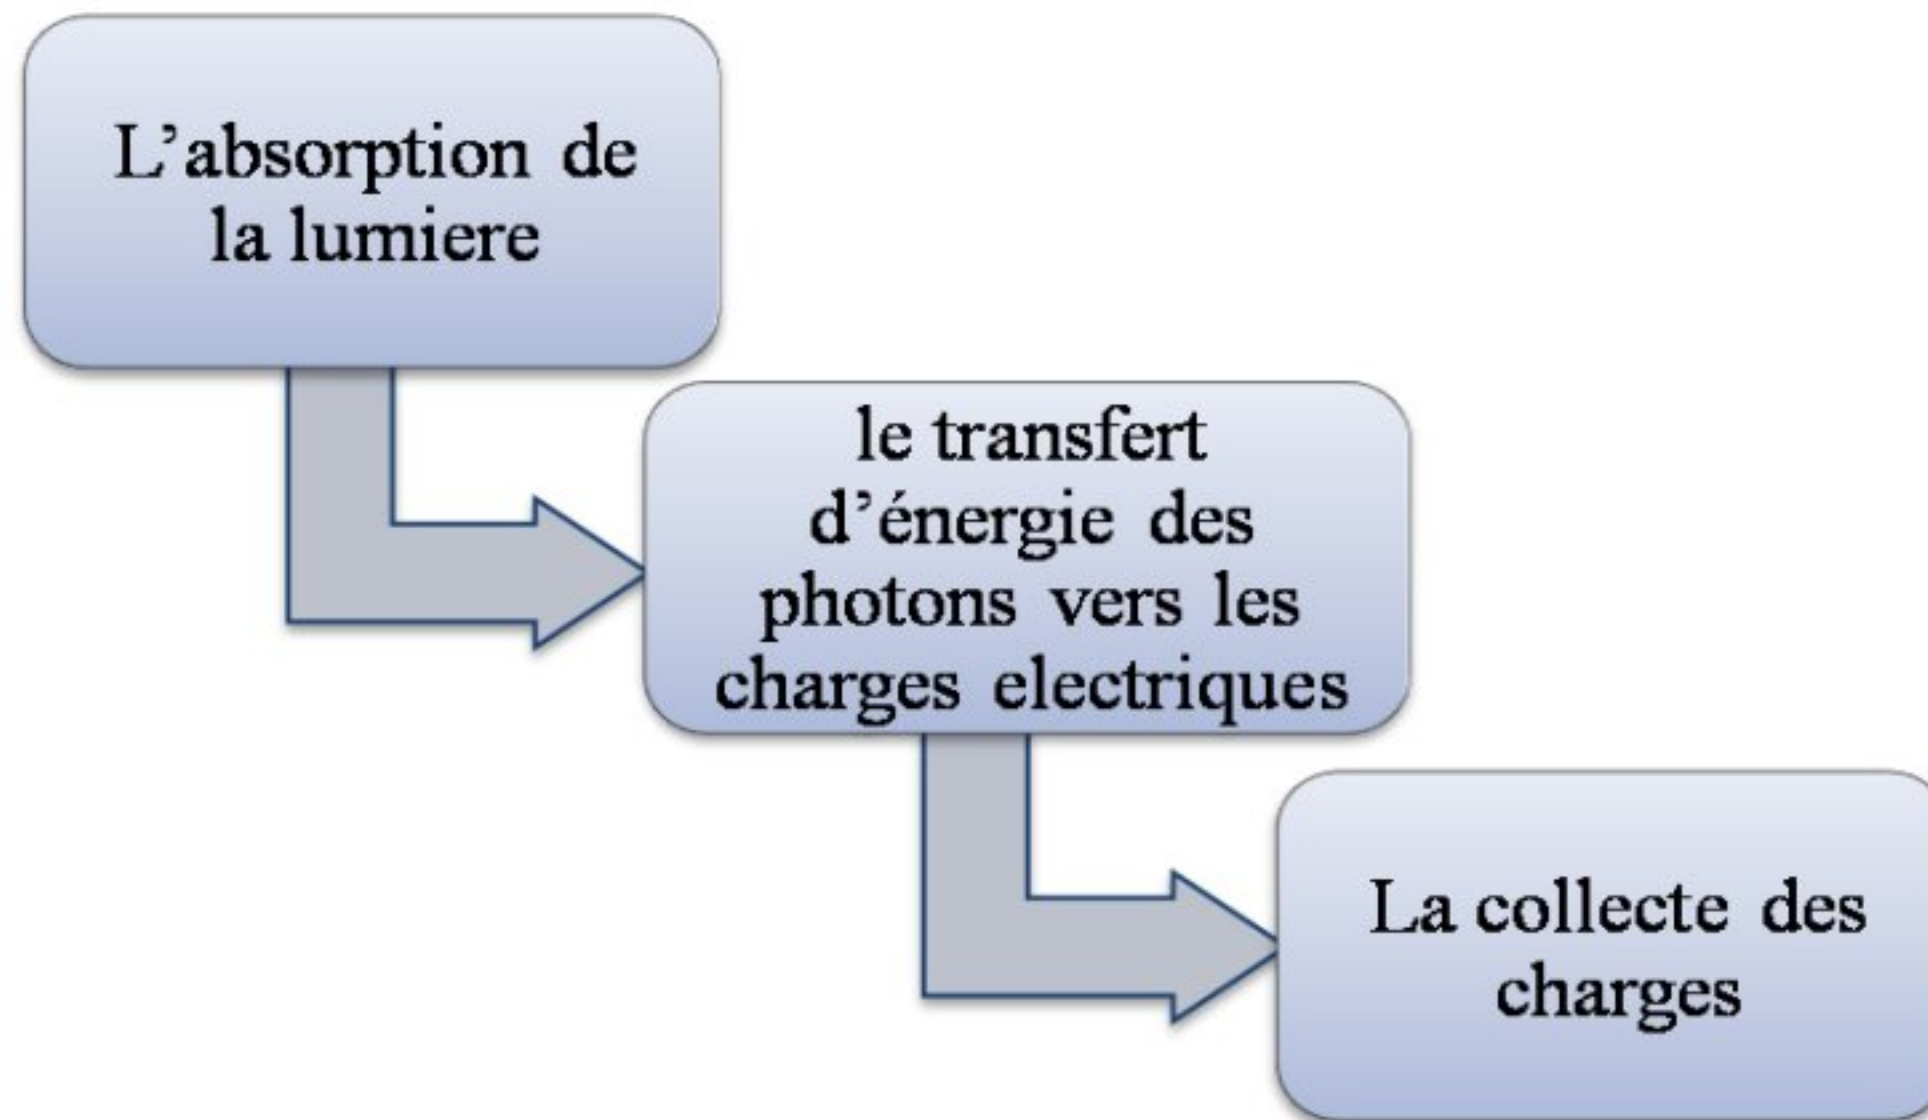 L’absorption de
la lumiere
le transfert
d’énergie des
photons vers les
charges electriques
La collecte des
charges